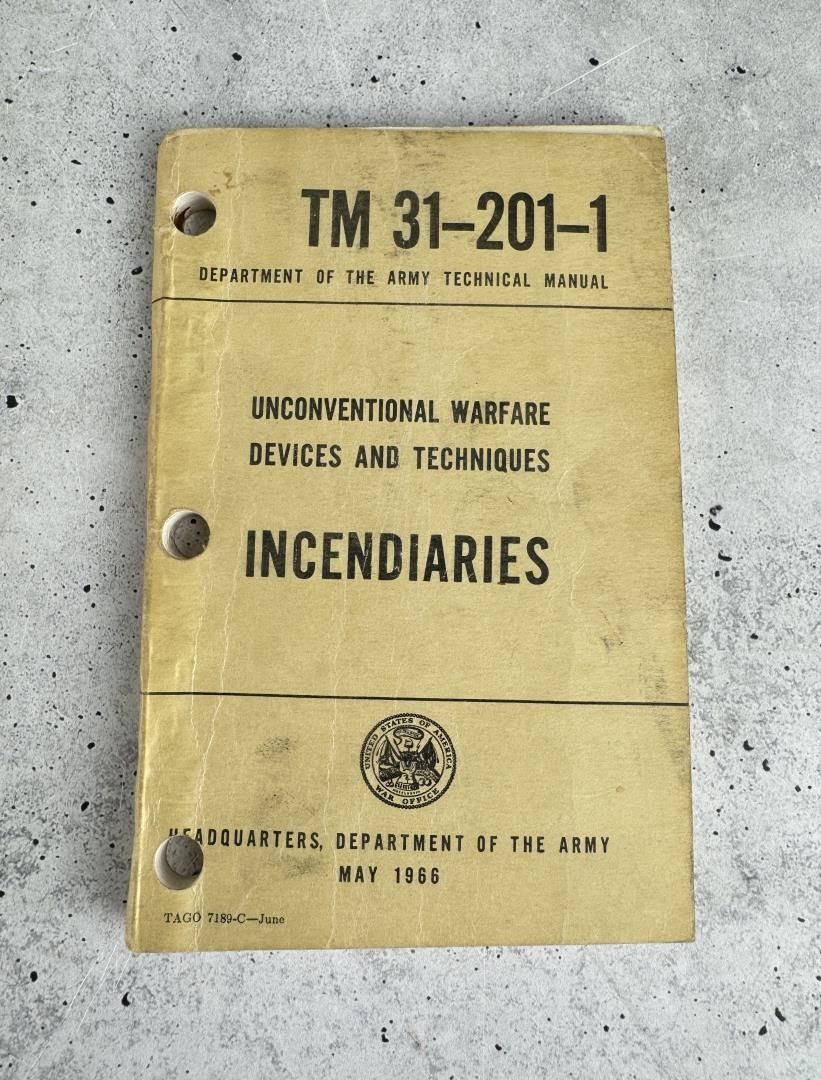 TM 31–201–1
DEPARTMENT OF THE ARMY TECHNICAL MANUAL
UNCONVENTIONAL WARFARE
DEVICES AND TECHNIQUES
INCENDIARIES
UNITED STATES OF AMERICA
WAR OFFICE
HEADQUARTERS, DEPARTMENT OF THE ARMY
MAY 1966
TAGO 7189-C—June